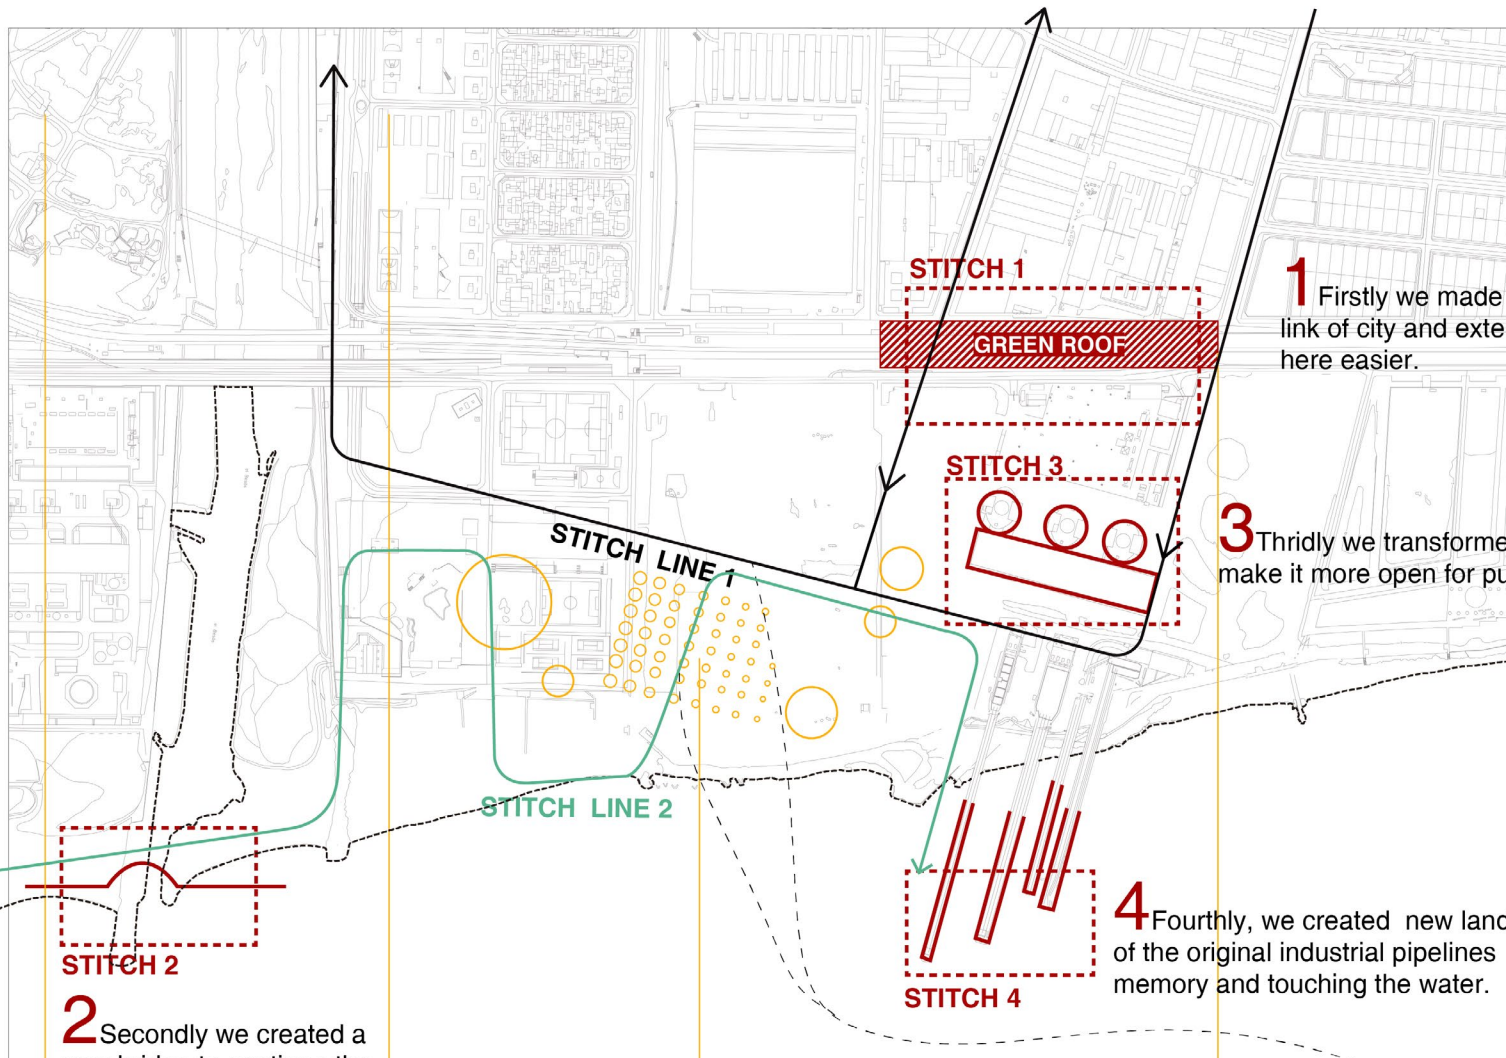 STITCH 1
GREEN ROOF
1 Firstly we made
link of city and exte
here easier.
STITCH 3
3 Thridly we transforme
make it more open for pu
STITCH LINE 1
STITCH LINE 2
STITCH 2
2 Secondly we created a
4 Fourthly, we created new land
of the original industrial pipelines
memory and touching the water.
STITCH 4